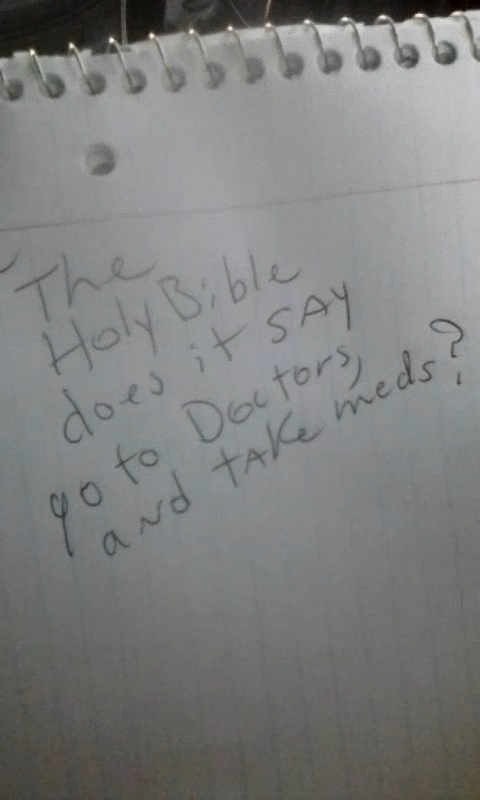 The
Holy Bible
does it SAY
go to Doctors,
and tAKe meds?